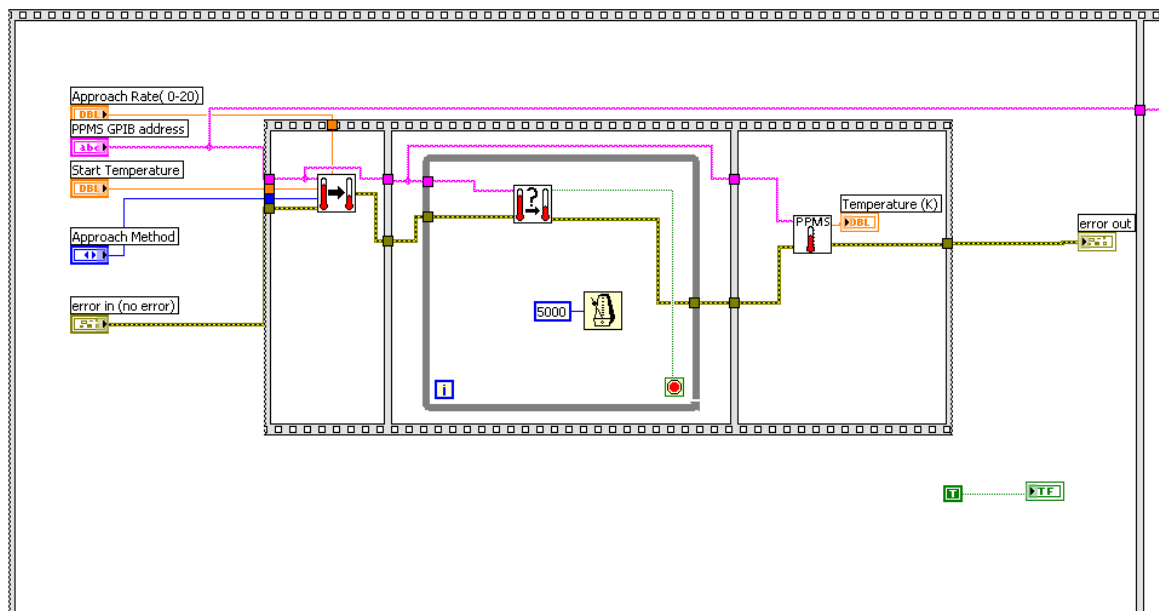 Approach Rate( 0-20)
DBL
PPMS GPIB address
abc
Start Temperature
DBL
Approach Method
error in (no error)
?
5000
i
PPMS
Temperature (K)
DBL
error out
T
TF